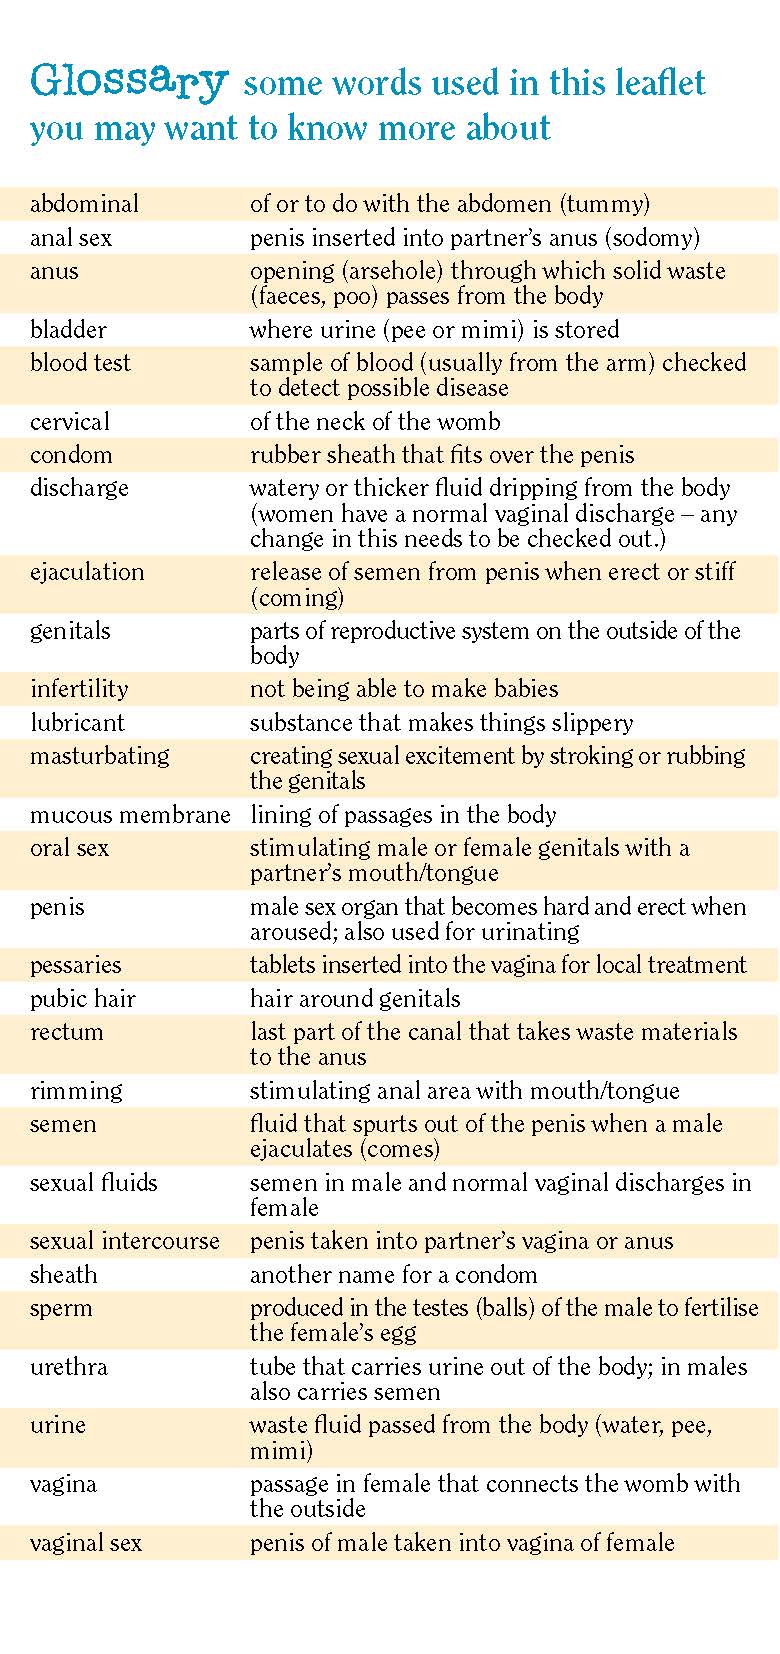 Glossary some words used in this leaflet
you may want to know more about
abdominal of or to do with the abdomen (tummy)
anal sex penis inserted into partner's anus (sodomy)
anus opening (arsehole) through which solid waste
(faeces, poo) passes from the body
bladder where urine (pee or mimi) is stored
blood test sample of blood (usually from the arm) checked
to detect possible disease
cervical of the neck of the womb
condom rubber sheath that fits over the penis
discharge watery or thicker fluid dripping from the body
(women have a normal vaginal discharge – any
change in this needs to be checked out.)
ejaculation release of semen from penis when erect or stiff
(coming)
genitals parts of reproductive system on the outside of the
body
infertility not being able to make babies
lubricant substance that makes things slippery
masturbating creating sexual excitement by stroking or rubbing
the genitals
mucous membrane lining of passages in the body
oral sex stimulating male or female genitals with a
partner's mouth/tongue
penis male sex organ that becomes hard and erect when
aroused; also used for urinating
pessaries tablets inserted into the vagina for local treatment
pubic hair hair around genitals
rectum last part of the canal that takes waste materials
to the anus
rimming stimulating anal area with mouth/tongue
semen fluid that spurts out of the penis when a male
ejaculates (comes)
sexual fluids semen in male and normal vaginal discharges in
female
sexual intercourse penis taken into partner's vagina or anus
sheath another name for a condom
sperm produced in the testes (balls) of the male to fertilise
the female's egg
urethra tube that carries urine out of the body; in males
also carries semen
urine waste fluid passed from the body (water, pee,
mimi)
vagina passage in female that connects the womb with
the outside
vaginal sex penis of male taken into vagina of female